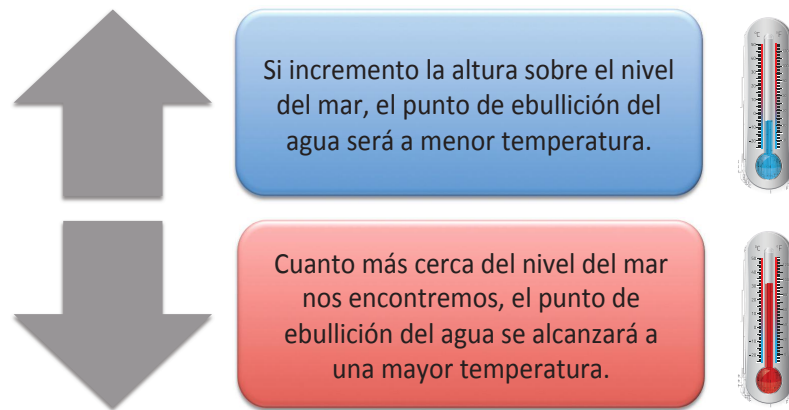 Si incremento la altura sobre el nivel
del mar, el punto de ebullición del
agua será a menor temperatura.
Cuanto más cerca del nivel del mar
nos encontremos, el punto de
ebullición del agua se alcanzará a
una mayor temperatura.